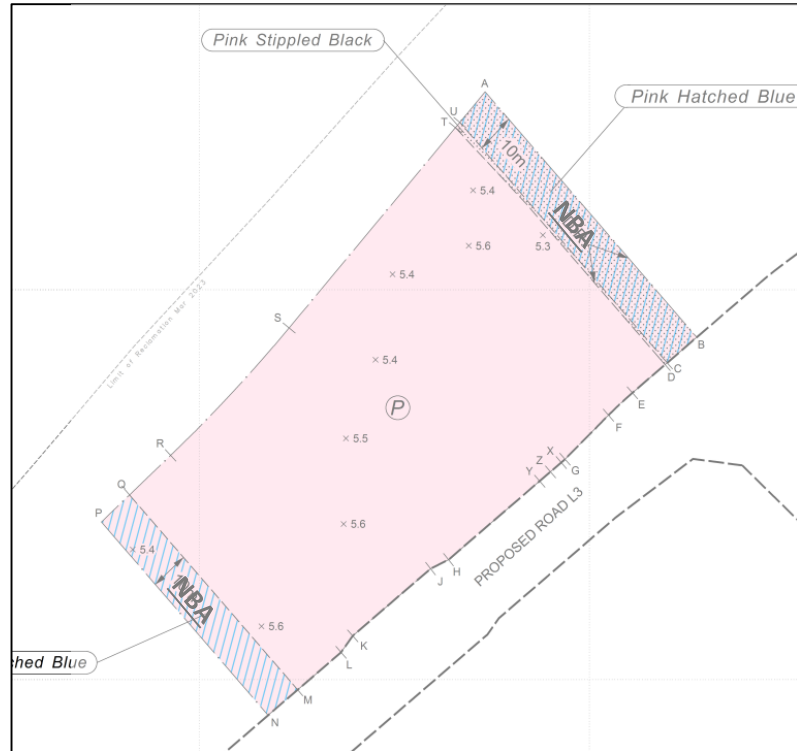 Pink Stippled Black
A
Pink Hatched Blue
U
T
10m
× 5.4
NBA
× 5.6
×
5.3
× 5.4
Limit of Reclamation Mar 2023
S
B
× 5.4
C
D
E
P
F
× 5.5
R
X
Z
G
Y
Q
P
× 5.6
PROPOSED ROAD L3
× 5.4
H
J
NBA
× 5.6
K
L
ched Blue
M
N